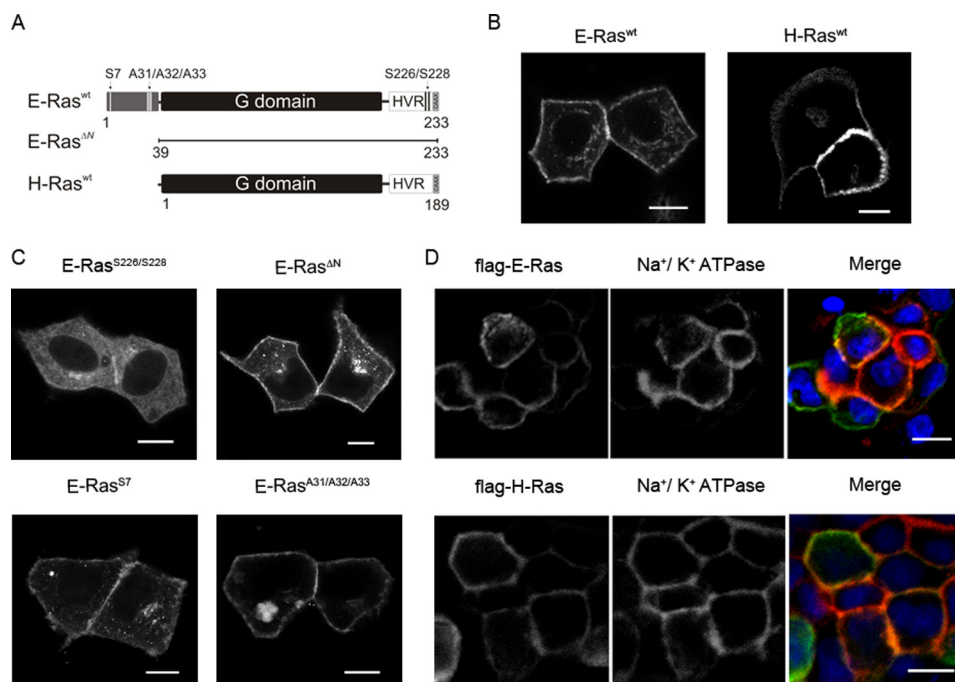 A
S7 A31/A32/A33 S226/S228
E-Ras^wt G domain HVR CAAX
1 233
E-Ras^ΔN
39 233
H-Ras^wt G domain HVR CAAX
1 189
B
E-Ras^wt H-Ras^wt
C
E-Ras^S226/S228 E-Ras^ΔN
E-Ras^S7 E-Ras^A31/A32/A33
D
flag-E-Ras Na⁺/ K⁺ ATPase Merge
flag-H-Ras Na⁺/ K⁺ ATPase Merge